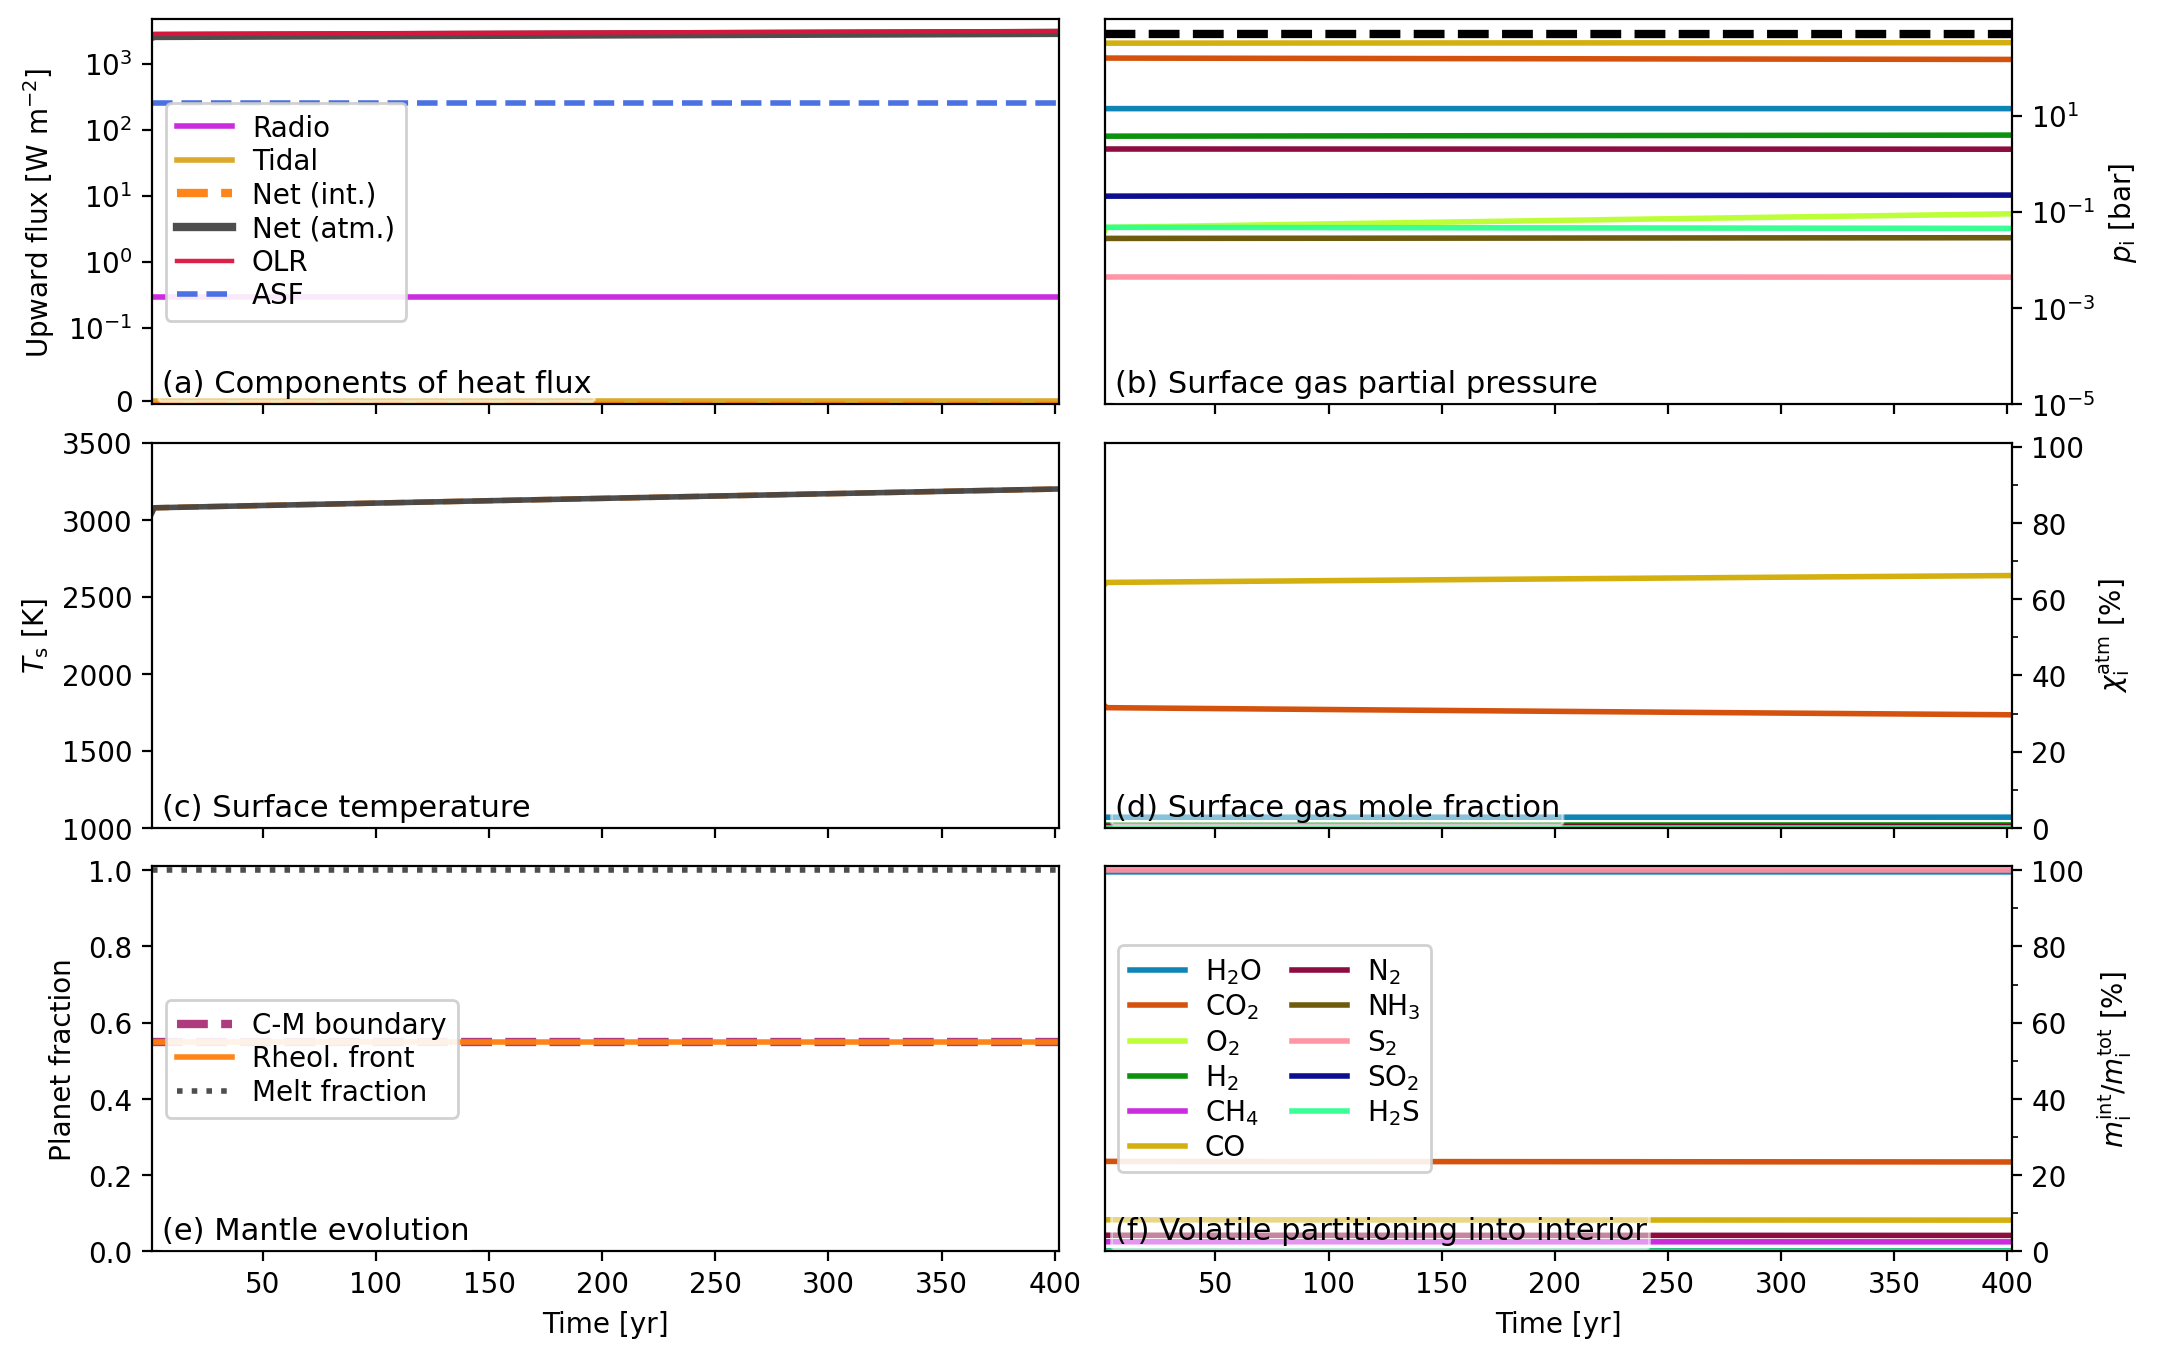 Upward flux [W m⁻²]
10³
10²
10¹
10⁰
10⁻¹
0
Radio
Tidal
Net (int.)
Net (atm.)
OLR
ASF
(a) Components of heat flux
(b) Surface gas partial pressure
10¹
10⁻¹
10⁻³
10⁻⁵
pᵢ [bar]
Tₛ [K]
3500
3000
2500
2000
1500
1000
(c) Surface temperature
(d) Surface gas mole fraction
100
80
60
40
20
0
χᵢᵃᵗᵐ [%]
Planet fraction
1.0
0.8
0.6
0.4
0.2
0.0
C-M boundary
Rheol. front
Melt fraction
(e) Mantle evolution
50 100 150 200 250 300 350 400
Time [yr]
H₂O
CO₂
O₂
H₂
CH₄
CO
N₂
NH₃
S₂
SO₂
H₂S
(f) Volatile partitioning into interior
100
80
60
40
20
0
mᵢⁱⁿᵗ/mᵢᵗᵒᵗ [%]
50 100 150 200 250 300 350 400
Time [yr]